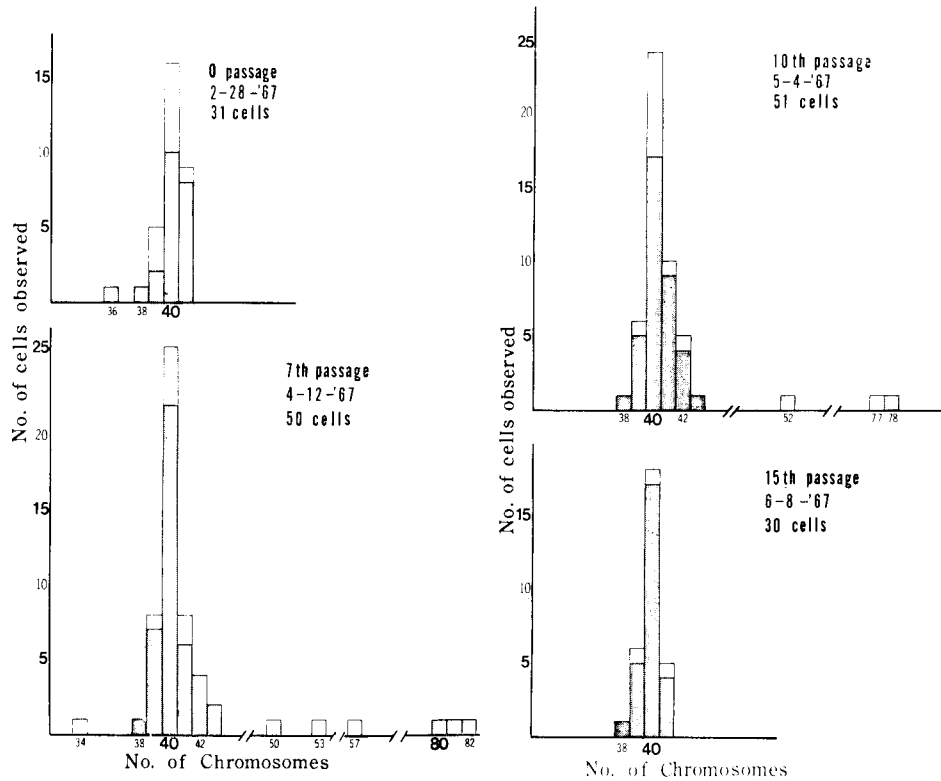 0 passage
2-28-'67
31 cells
15
10
5
36 38 40
No. of cells observed
7th passage
4-12-'67
50 cells
25
20
15
10
5
34 38 40 42 50 53 57 80 82
No. of Chromosomes
10th passage
5-4-'67
51 cells
25
20
15
10
5
38 40 42 52 77 78
No. of cells observed
15th passage
6-8-'67
30 cells
15
10
5
38 40
No. of Chromosomes